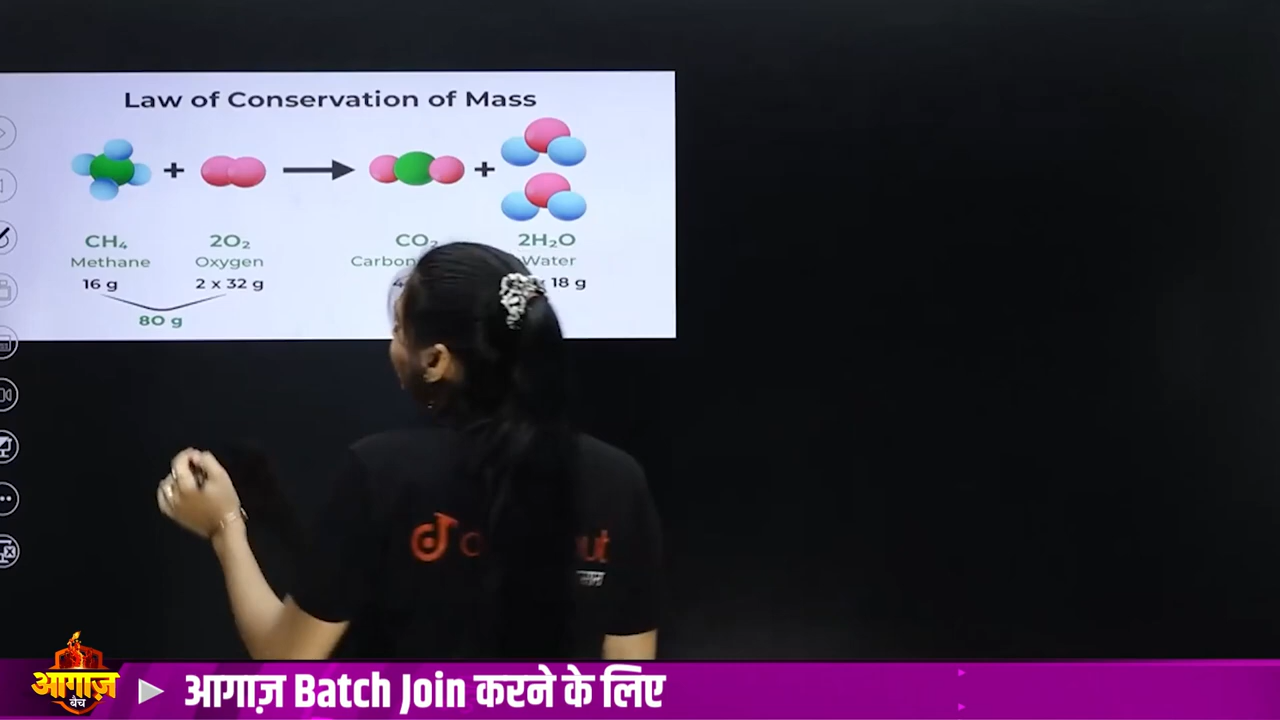 Law of Conservation of Mass
+ → +
CH₄ 2O₂ CO₂ 2H₂O
Methane Oxygen Water
16 g 2 x 32 g 18 g
80 g
आगाज़
बैच
आगाज़ Batch Join करने के लिए